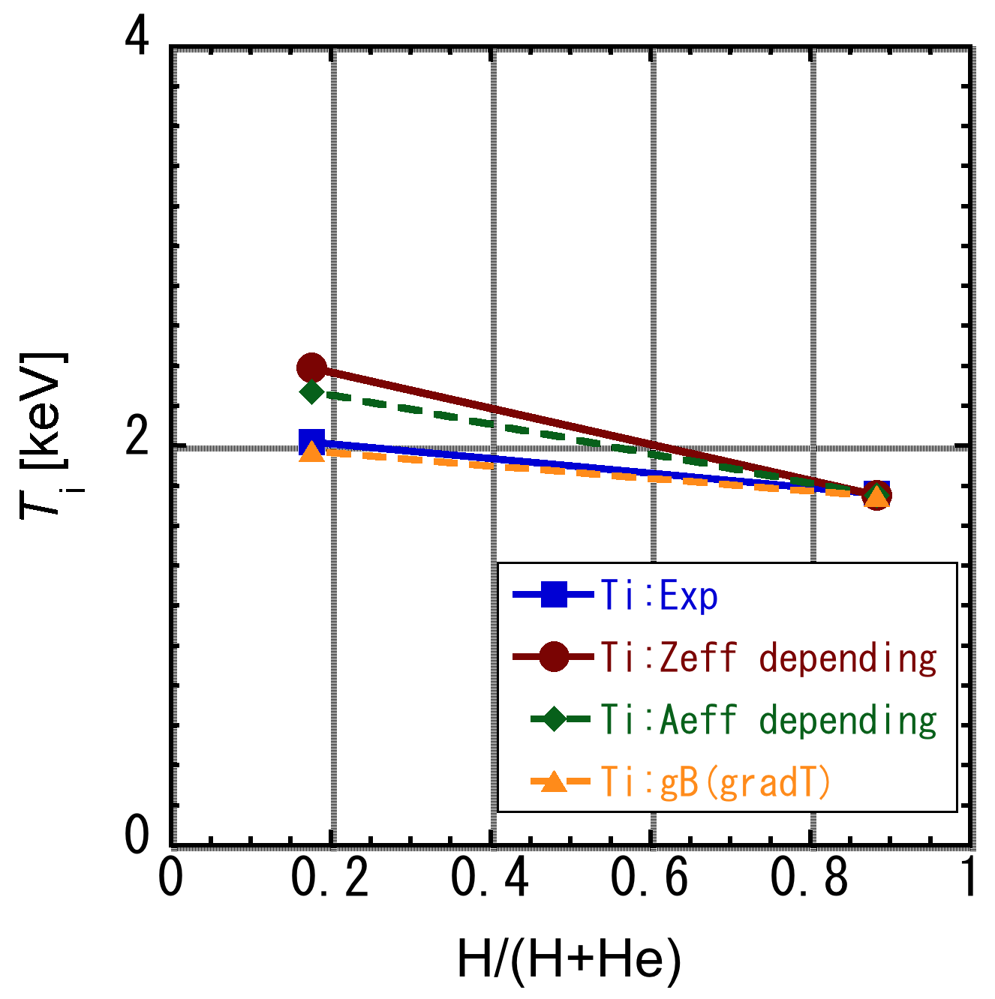 4
2
0
T_i [keV]
0 0.2 0.4 0.6 0.8 1
H/(H+He)
Ti:Exp
Ti:Zeff depending
Ti:Aeff depending
Ti:gB(gradT)